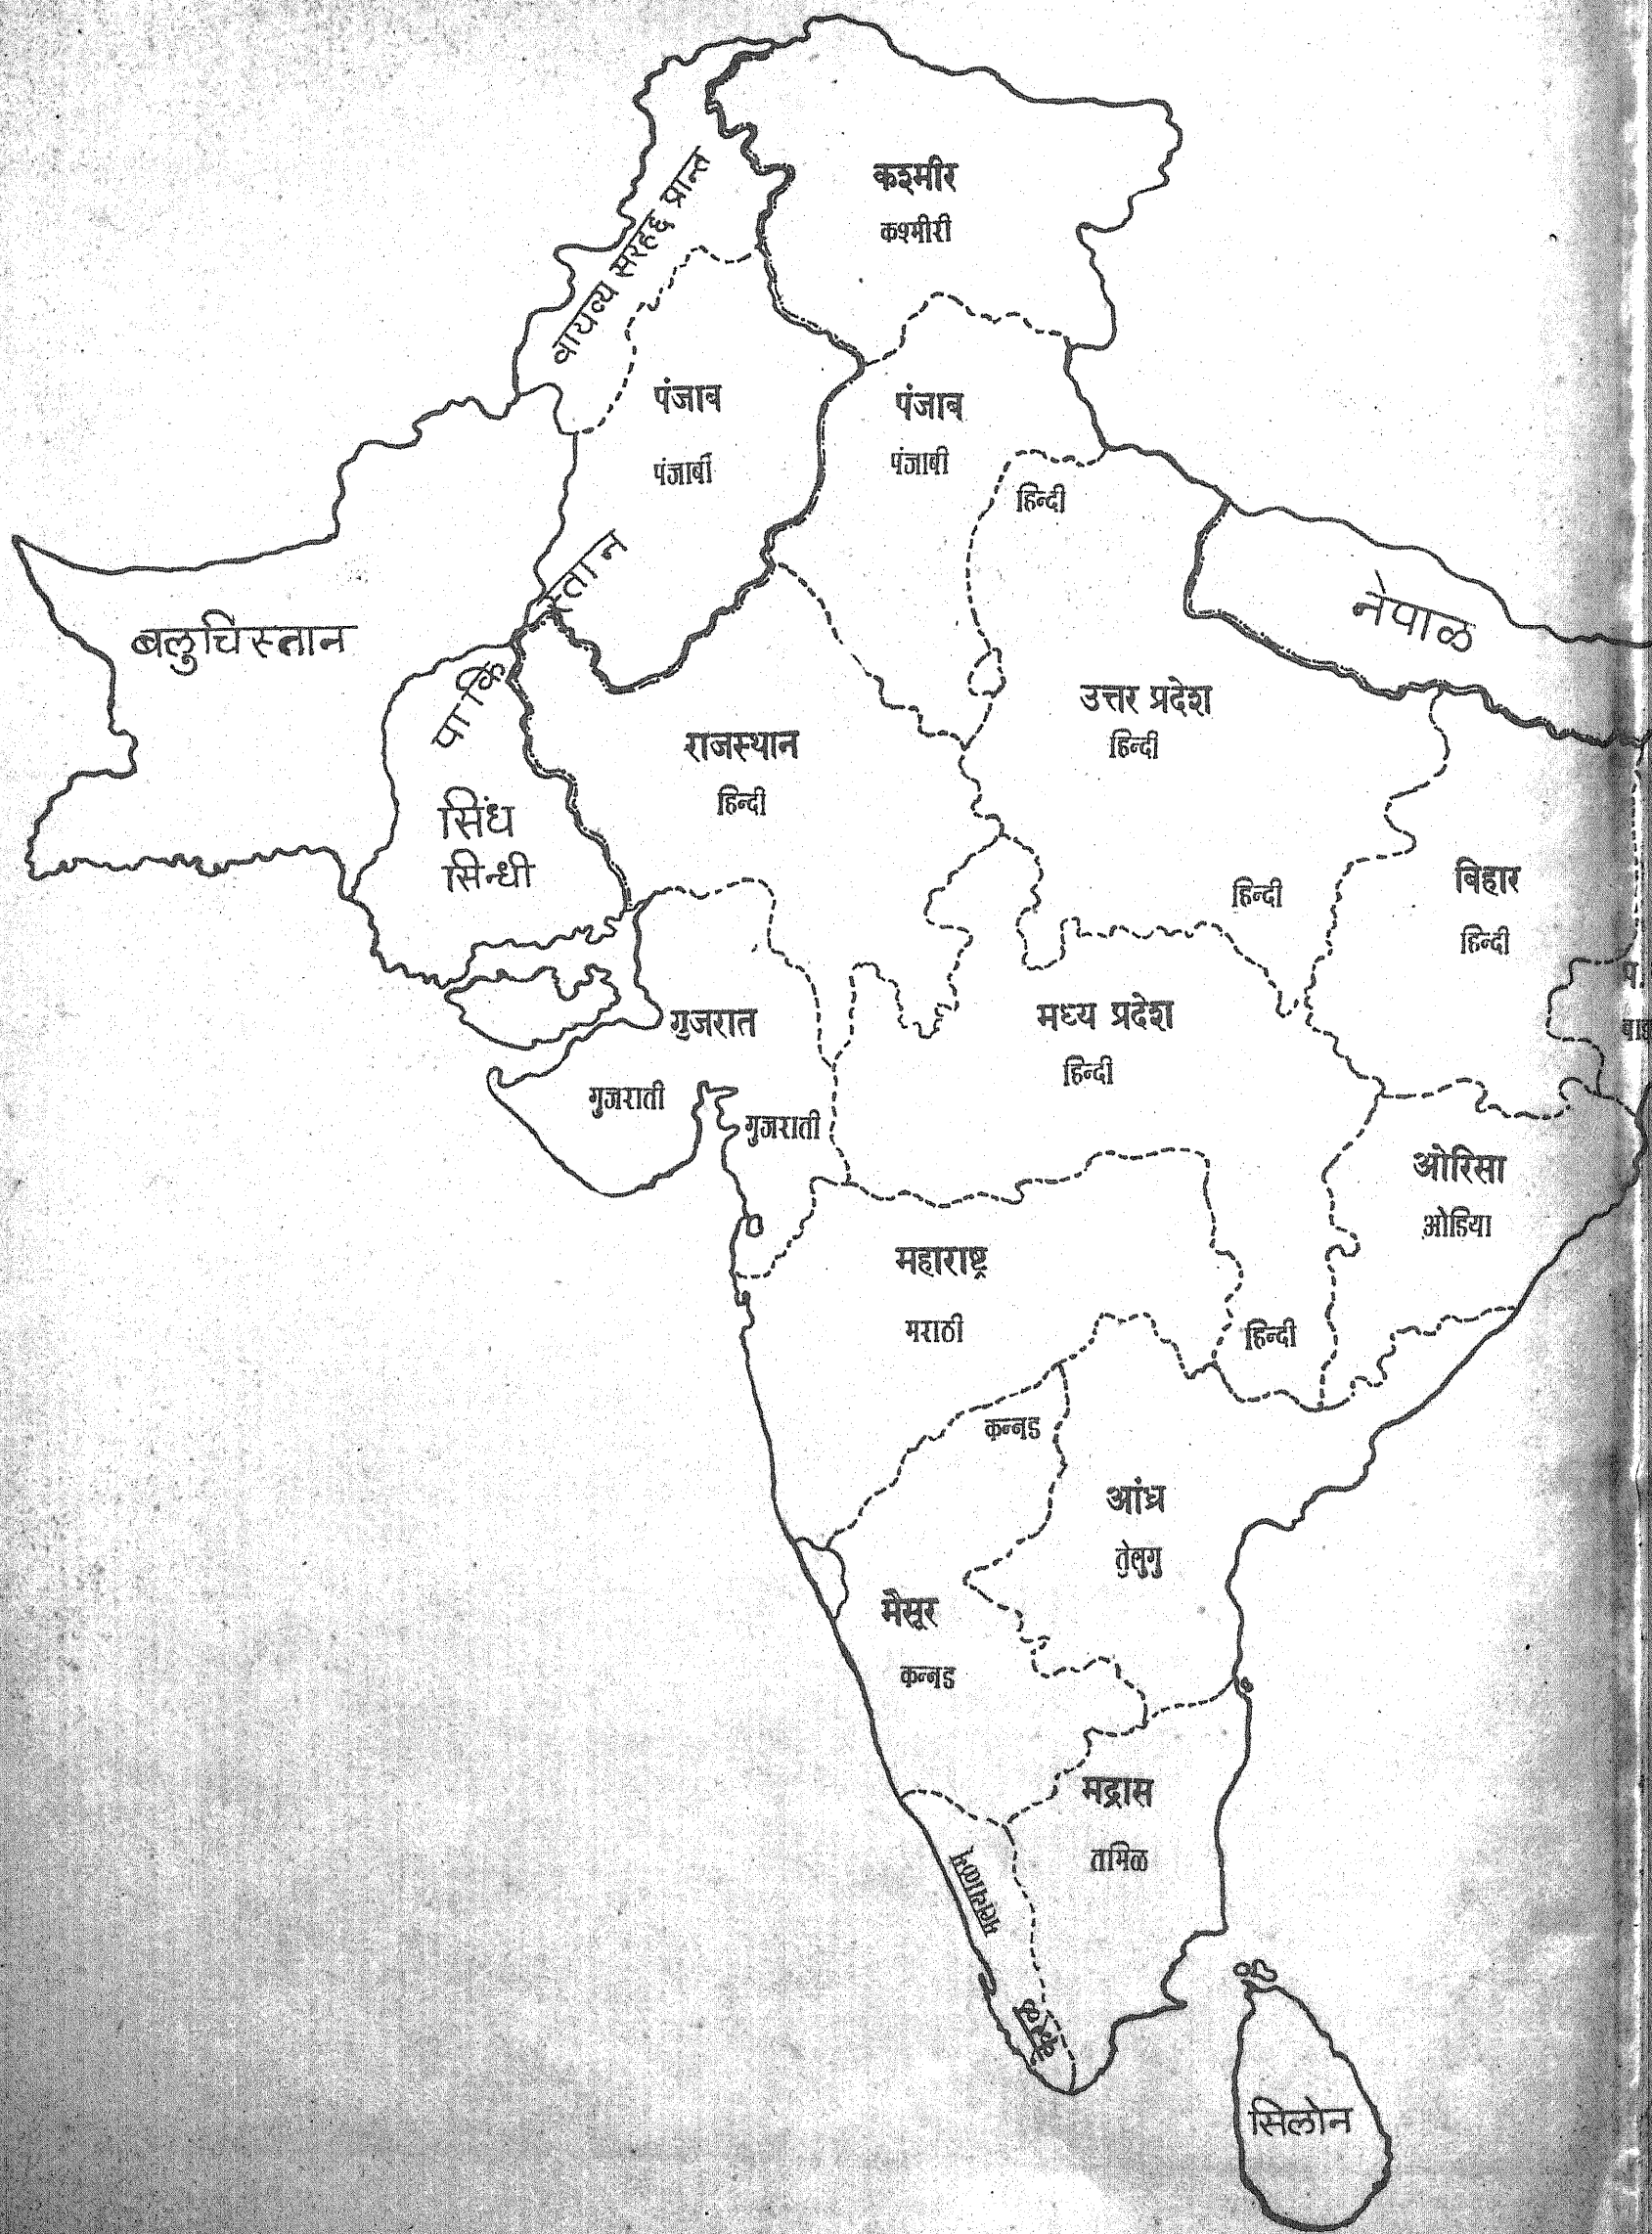 कश्मीर
कश्मीरी
वायव्य सरहद्द प्रान्त
पंजाब
पंजाबी
पंजाब
पंजाबी
हिन्दी
नेपाळ
बलुचिस्तान
पाकिस्तान
उत्तर प्रदेश
हिन्दी
राजस्थान
हिन्दी
सिंध
सिन्धी
हिन्दी
बिहार
हिन्दी
गुजरात
गुजराती
गुजराती
मध्य प्रदेश
हिन्दी
ओरिसा
ओडिया
महाराष्ट्र
मराठी
हिन्दी
कन्नड
आंध्र
तेलुगु
मैसूर
कन्नड
मद्रास
तमिळ
मलयाळम्
केरळ
सिलोन